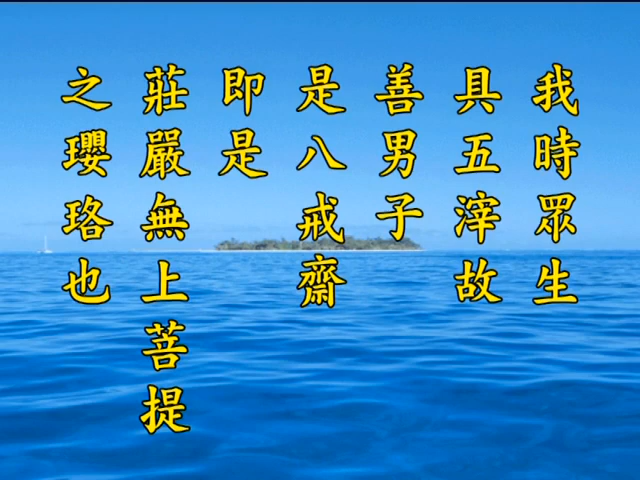 我時眾生
具五滓故
善男子
是八戒齋
即是
莊嚴無上菩提
之瓔珞也